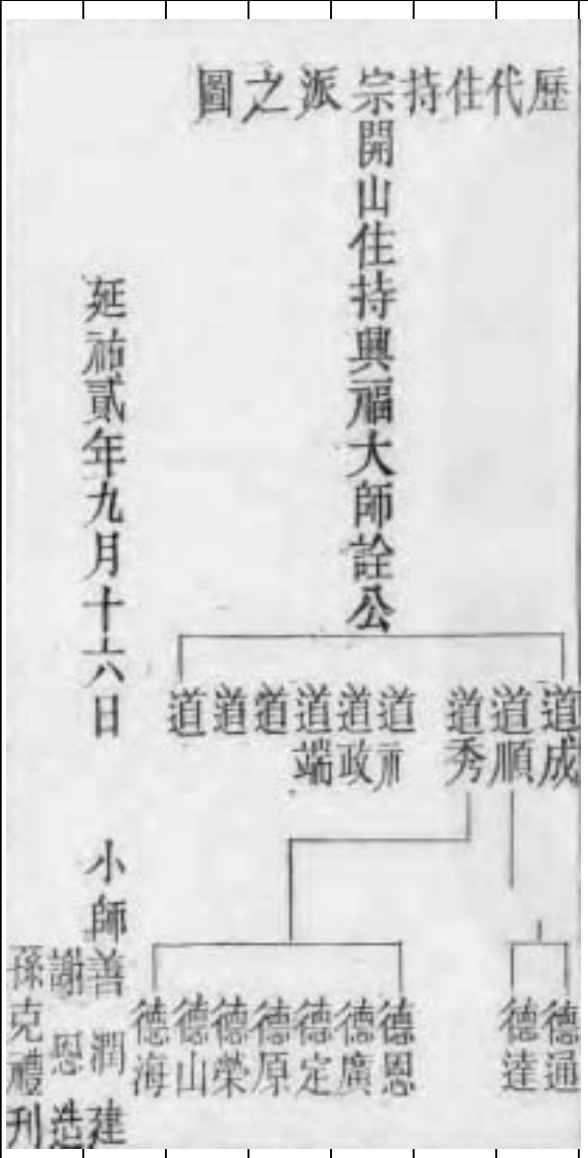 歷代住持宗派之圖
開山住持興福大師詮公
道成
道順
道秀
道
道政
道端
道
道
道
德通
德達
德恩
德廣
德定
德原
德榮
德山
德海
延祐貳年九月十六日 小師善潤建
謝恩造
孫克禮刊